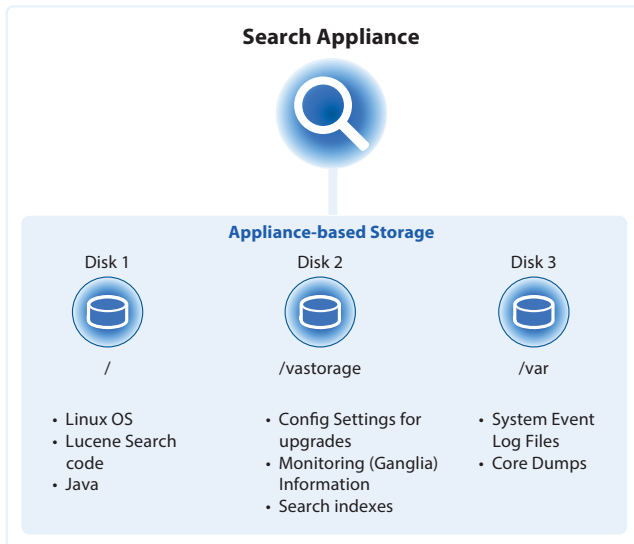 Search Appliance
Appliance-based Storage
Disk 1
/
• Linux OS
• Lucene Search
code
• Java
Disk 2
/vastorage
• Config Settings for
upgrades
• Monitoring (Ganglia)
Information
• Search indexes
Disk 3
/var
• System Event
Log Files
• Core Dumps